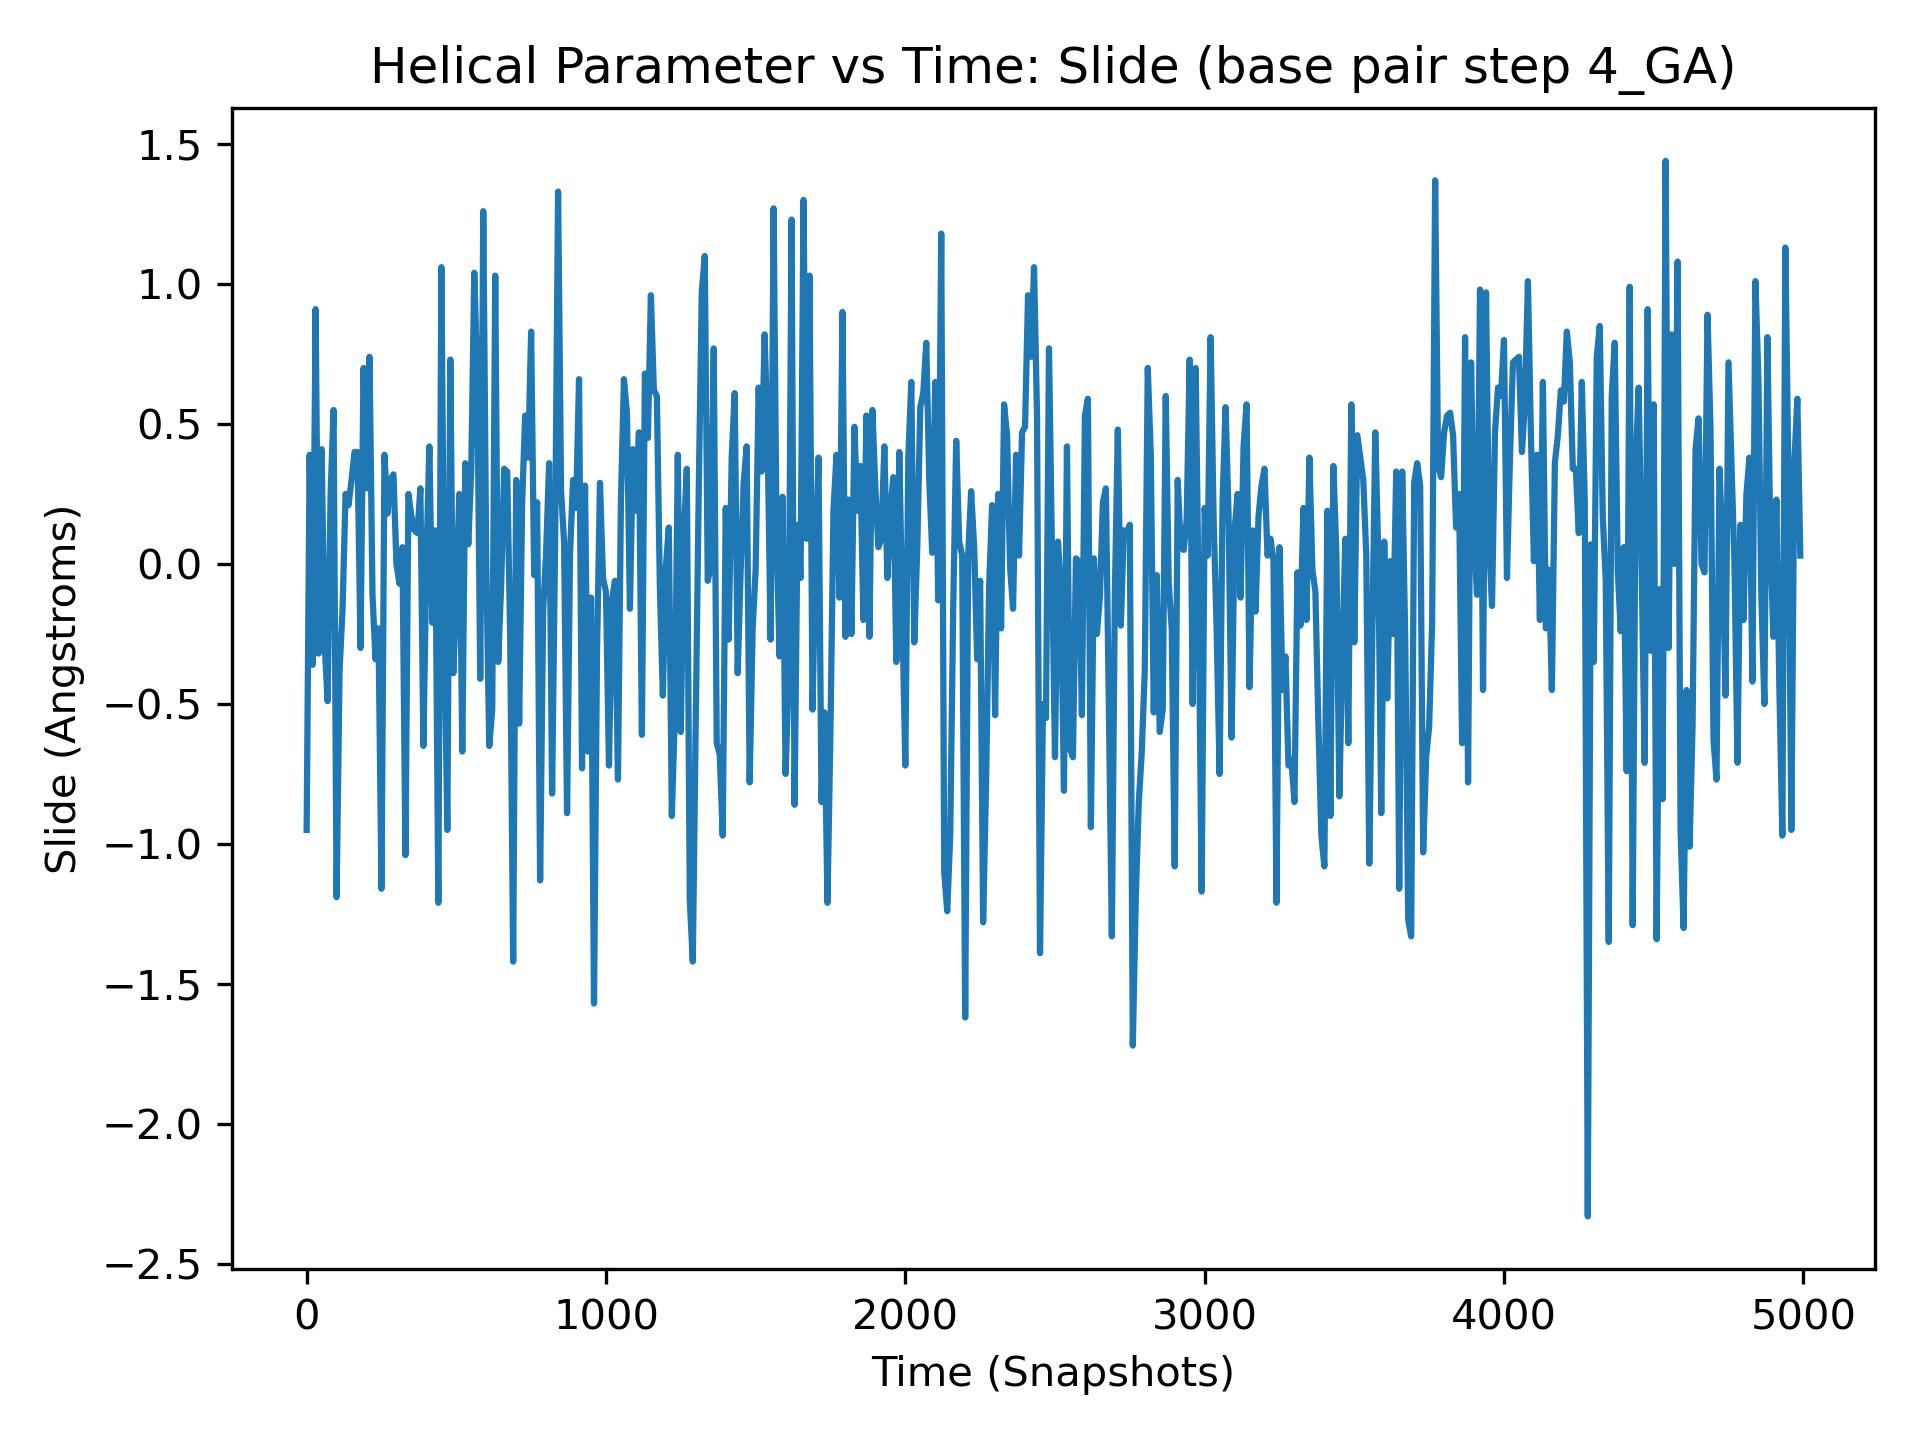 Helical Parameter vs Time: Slide (base pair step 4_GA)
1.5
1.0
0.5
0.0
−0.5
−1.0
−1.5
−2.0
−2.5
Slide (Angstroms)
0 1000 2000 3000 4000 5000
Time (Snapshots)